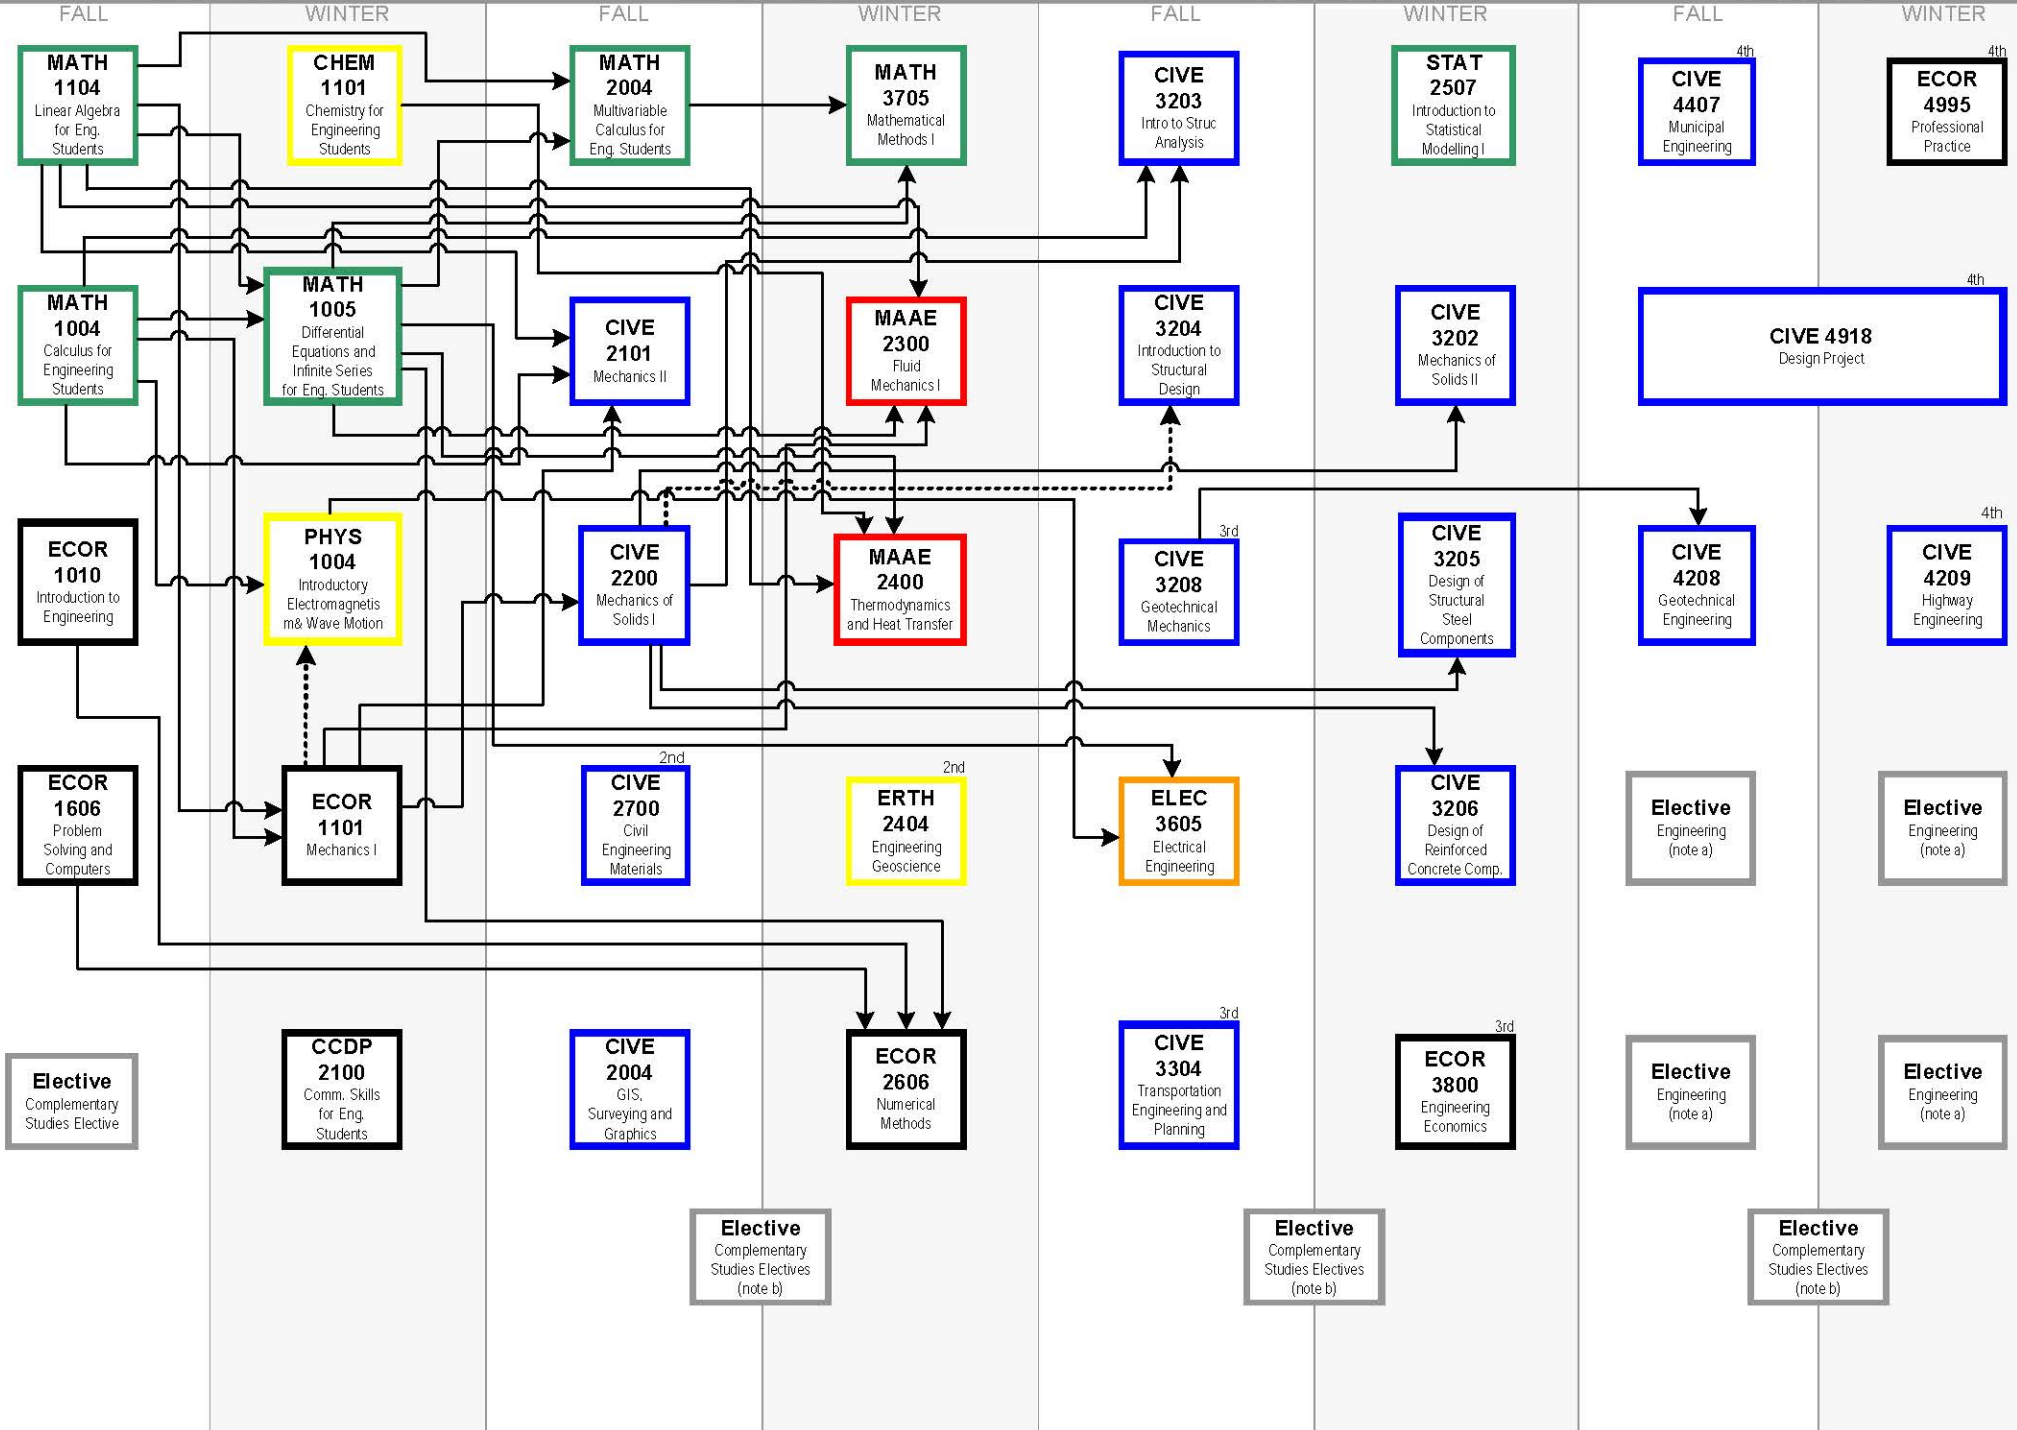 FALL
WINTER
FALL
WINTER
FALL
WINTER
FALL
WINTER
MATH
1104
Linear Algebra
for Eng.
Students
CHEM
1101
Chemistry for
Engineering
Students
MATH
2004
Multivariable
Calculus for
Eng. Students
MATH
3705
Mathematical
Methods I
CIVE
3203
Intro to Struc
Analysis
STAT
2507
Introduction to
Statistical
Modelling I
4th
CIVE
4407
Municipal
Engineering
4th
ECOR
4995
Professional
Practice
MATH
1004
Calculus for
Engineering
Students
MATH
1005
Differential
Equations and
Infinite Series
for Eng. Students
CIVE
2101
Mechanics II
MAAE
2300
Fluid
Mechanics I
CIVE
3204
Introduction to
Structural
Design
CIVE
3202
Mechanics of
Solids II
4th
CIVE 4918
Design Project
ECOR
1010
Introduction to
Engineering
PHYS
1004
Introductory
Electromagnetis
m& Wave Motion
CIVE
2200
Mechanics of
Solids I
MAAE
2400
Thermodynamics
and Heat Transfer
3rd
CIVE
3208
Geotechnical
Mechanics
CIVE
3205
Design of
Structural
Steel
Components
CIVE
4208
Geotechnical
Engineering
4th
CIVE
4209
Highway
Engineering
ECOR
1606
Problem
Solving and
Computers
ECOR
1101
Mechanics I
2nd
CIVE
2700
Civil
Engineering
Materials
2nd
ERTH
2404
Engineering
Geoscience
ELEC
3605
Electrical
Engineering
CIVE
3206
Design of
Reinforced
Concrete Comp.
Elective
Engineering
(note a)
Elective
Engineering
(note a)
Elective
Complementary
Studies Elective
CCDP
2100
Comm. Skills
for Eng.
Students
CIVE
2004
GIS,
Surveying and
Graphics
ECOR
2606
Numerical
Methods
3rd
CIVE
3304
Transportation
Engineering and
Planning
3rd
ECOR
3800
Engineering
Economics
Elective
Engineering
(note a)
Elective
Engineering
(note a)
Elective
Complementary
Studies Electives
(note b)
Elective
Complementary
Studies Electives
(note b)
Elective
Complementary
Studies Electives
(note b)